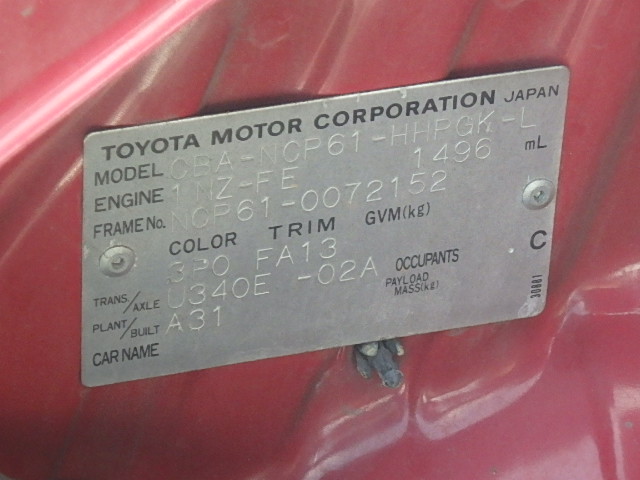 TOYOTA MOTOR CORPORATION JAPAN
MODEL CBA-NCP61-HHPGK-L
ENGINE 1NZ-FE 1496 mL
FRAME No. NCP61-0072152
COLOR TRIM GVM(kg)
3P0 FA13 C
TRANS/AXLE U340E -02A OCCUPANTS
PAYLOAD MASS(kg)
PLANT/BUILT A31
CAR NAME